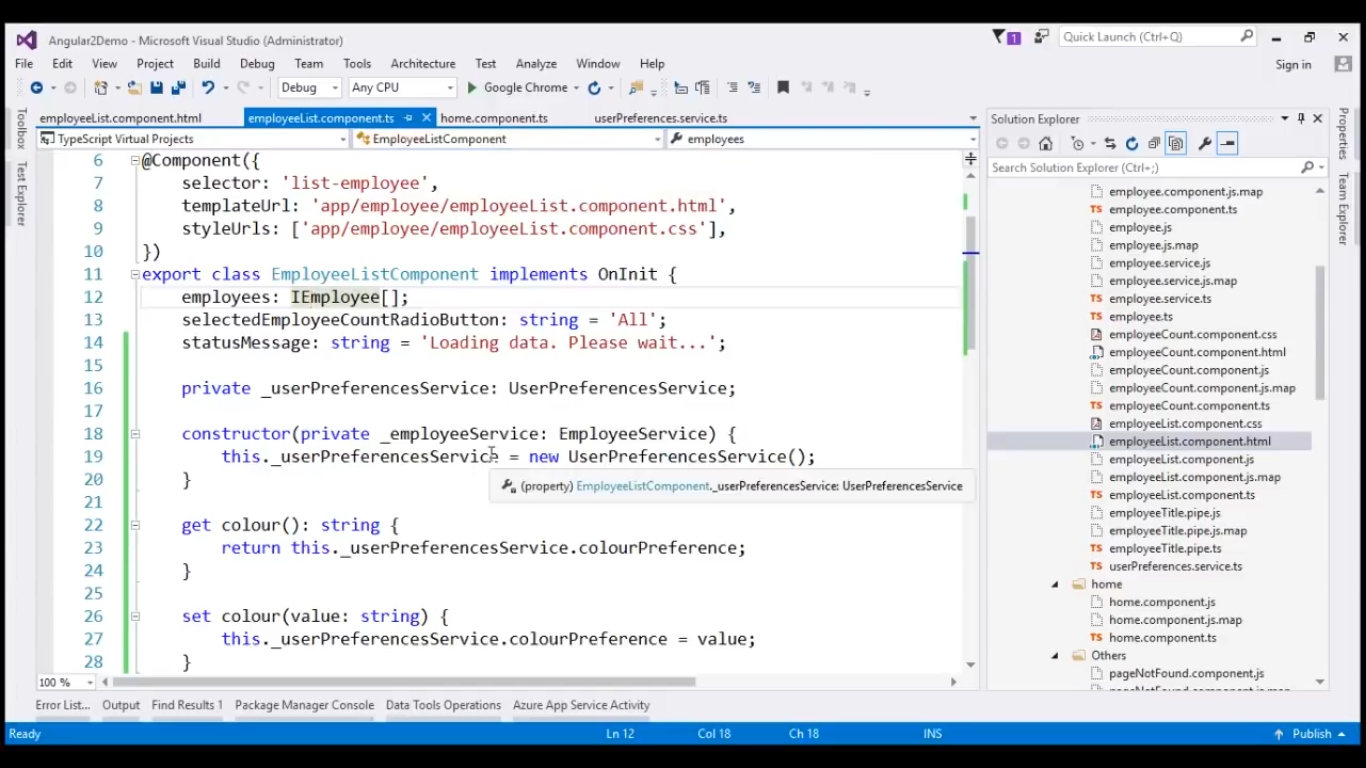 Angular2Demo - Microsoft Visual Studio (Administrator)
1
Quick Launch (Ctrl+Q)
File Edit View Project Build Debug Team Tools Architecture Test Analyze Window Help
Sign in
Debug Any CPU Google Chrome
Toolbox
Test Explorer
employeeList.component.html employeeList.component.ts home.component.ts userPreferences.service.ts
TypeScript Virtual Projects EmployeeListComponent employees
6 @Component({
7 selector: 'list-employee',
8 templateUrl: 'app/employee/employeeList.component.html',
9 styleUrls: ['app/employee/employeeList.component.css'],
10 })
11 export class EmployeeListComponent implements OnInit {
12 employees: IEmployee[];
13 selectedEmployeeCountRadioButton: string = 'All';
14 statusMessage: string = 'Loading data. Please wait...';
15
16 private _userPreferencesService: UserPreferencesService;
17
18 constructor(private _employeeService: EmployeeService) {
19 this._userPreferencesService = new UserPreferencesService();
(property) EmployeeListComponent._userPreferencesService: UserPreferencesService
20 }
21
22 get colour(): string {
23 return this._userPreferencesService.colourPreference;
24 }
25
26 set colour(value: string) {
27 this._userPreferencesService.colourPreference = value;
28 }
100 %
Solution Explorer
Search Solution Explorer (Ctrl+;)
employee.component.js.map
TS employee.component.ts
employee.js
employee.js.map
employee.service.js
employee.service.js.map
TS employee.service.ts
TS employee.ts
employeeCount.component.css
employeeCount.component.html
employeeCount.component.js
employeeCount.component.js.map
TS employeeCount.component.ts
employeeList.component.css
employeeList.component.html
employeeList.component.js
employeeList.component.js.map
TS employeeList.component.ts
employeeTitle.pipe.js
employeeTitle.pipe.js.map
TS employeeTitle.pipe.ts
TS userPreferences.service.ts
home
home.component.js
home.component.js.map
TS home.component.ts
Others
pageNotFound.component.js
Properties
Team Explorer
Error List... Output Find Results 1 Package Manager Console Data Tools Operations Azure App Service Activity
Ready Ln 12 Col 18 Ch 18 INS Publish